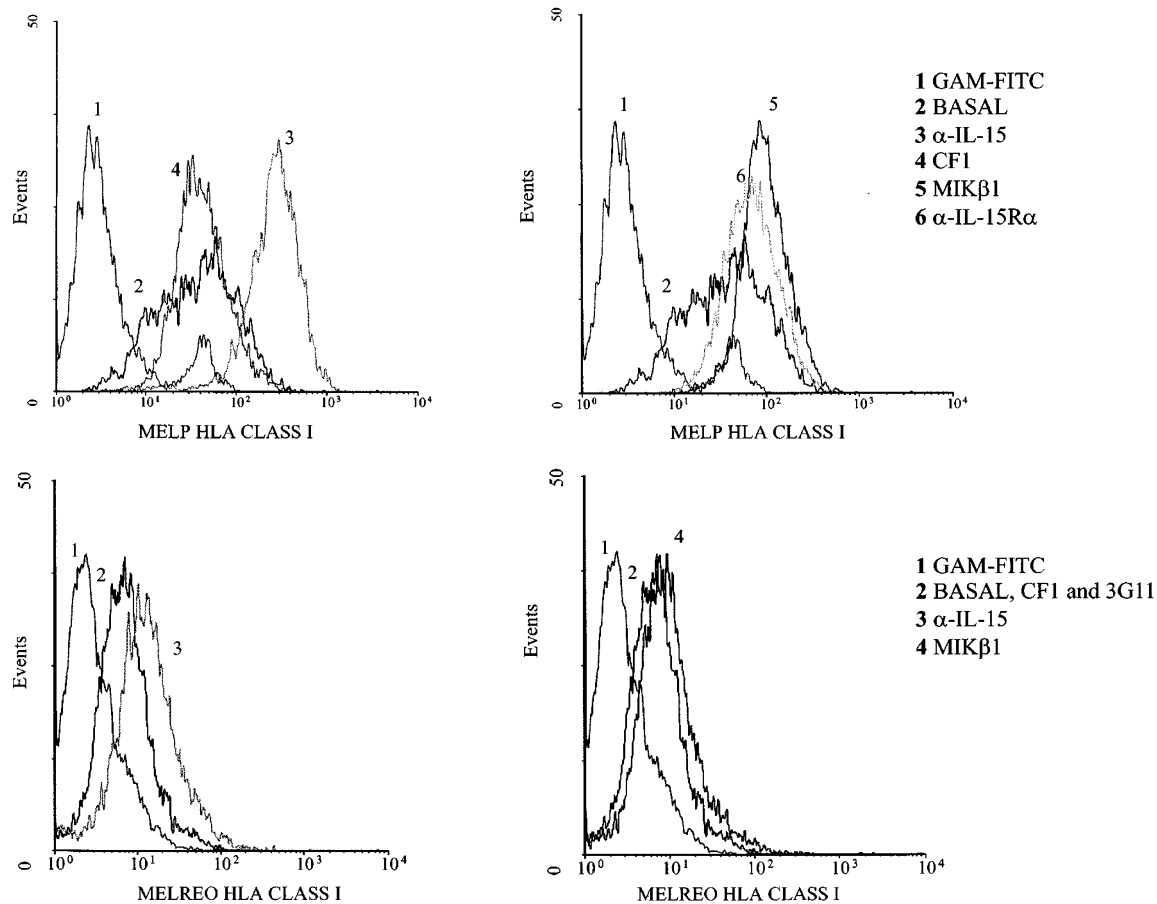 50
Events
0
1
2
3
4
10⁰ 10¹ 10² 10³ 10⁴
MELP HLA CLASS I
50
Events
0
1
2
5
6
10⁰ 10¹ 10² 10³ 10⁴
MELP HLA CLASS I
1 GAM-FITC
2 BASAL
3 α-IL-15
4 CF1
5 MIKβ1
6 α-IL-15Rα
50
Events
0
1
2
3
10⁰ 10¹ 10² 10³ 10⁴
MELREO HLA CLASS I
50
Events
0
1
2
4
10⁰ 10¹ 10² 10³ 10⁴
MELREO HLA CLASS I
1 GAM-FITC
2 BASAL, CF1 and 3G11
3 α-IL-15
4 MIKβ1